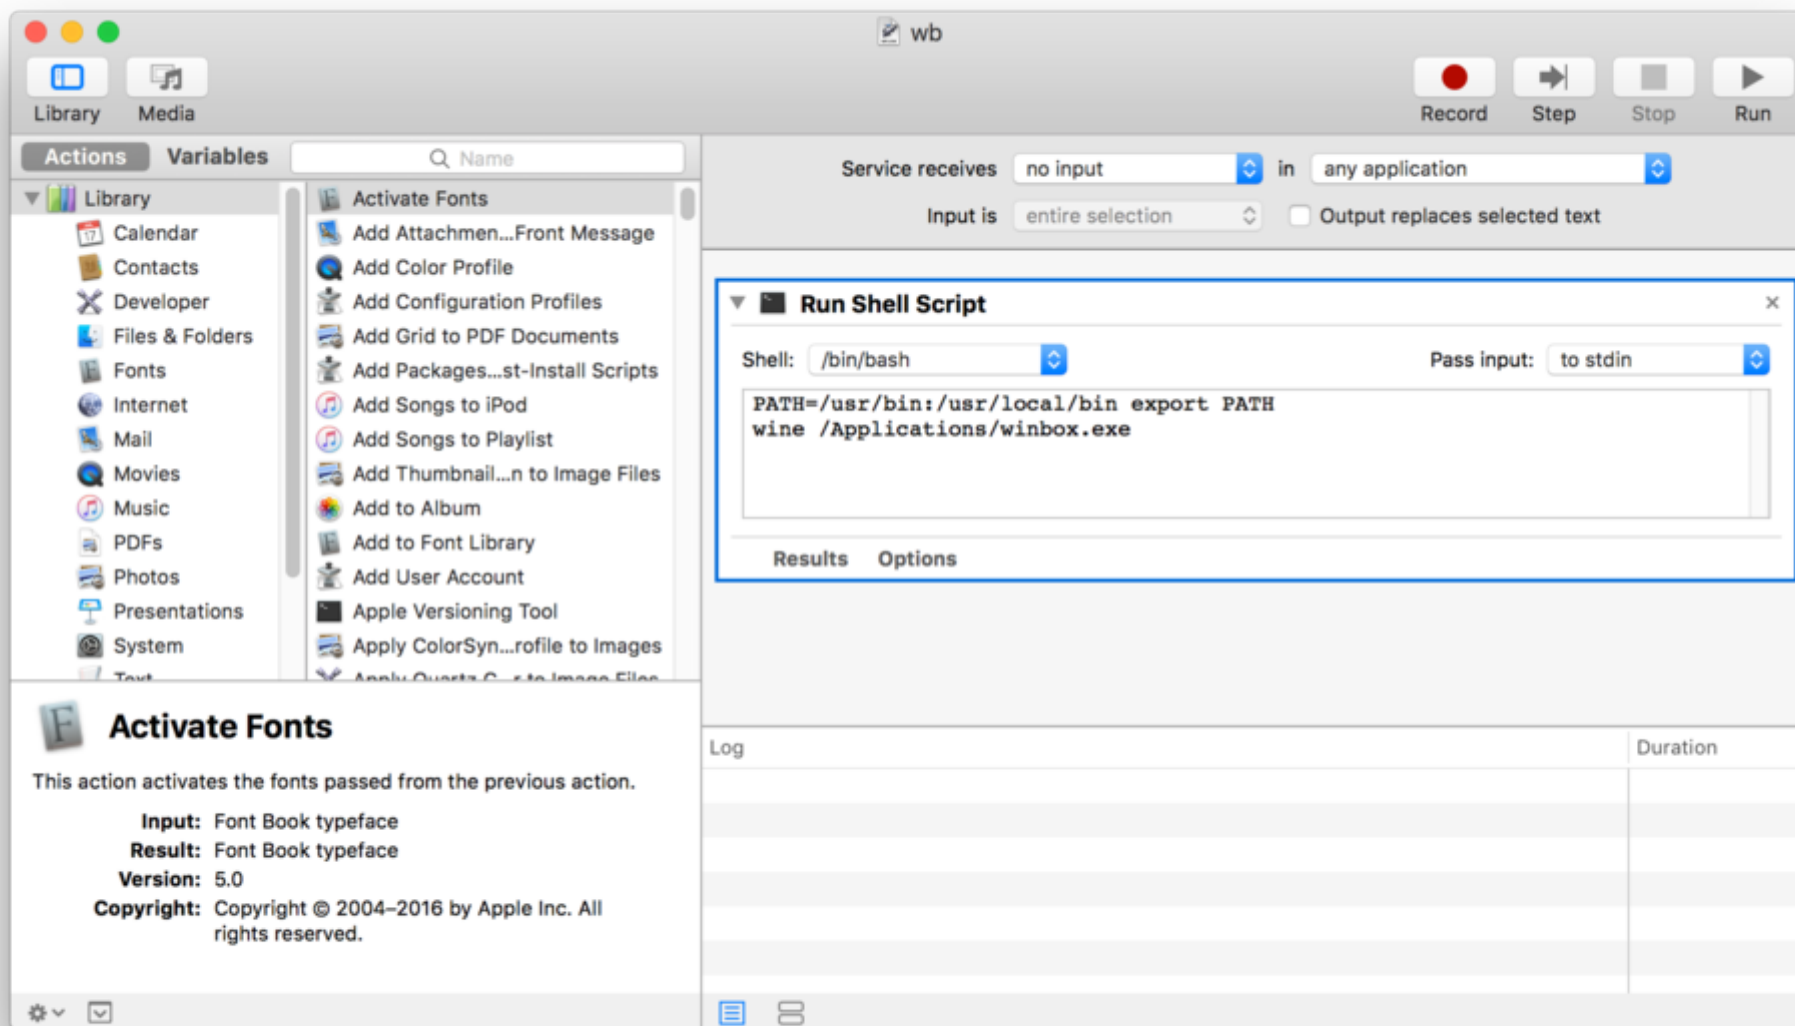 wb
Library Media Record Step Stop Run
Actions Variables Name
Service receives no input in any application
Input is entire selection Output replaces selected text
Library
Calendar
Contacts
Developer
Files & Folders
Fonts
Internet
Mail
Movies
Music
PDFs
Photos
Presentations
System
Text
Activate Fonts
Add Attachmen...Front Message
Add Color Profile
Add Configuration Profiles
Add Grid to PDF Documents
Add Packages...st-Install Scripts
Add Songs to iPod
Add Songs to Playlist
Add Thumbnail...n to Image Files
Add to Album
Add to Font Library
Add User Account
Apple Versioning Tool
Apply ColorSyn...rofile to Images
Apply Quartz C...r to Image Files
Run Shell Script
Shell: /bin/bash Pass input: to stdin
PATH=/usr/bin:/usr/local/bin export PATH
wine /Applications/winbox.exe
Results Options
Activate Fonts
This action activates the fonts passed from the previous action.
Input: Font Book typeface
Result: Font Book typeface
Version: 5.0
Copyright: Copyright © 2004–2016 by Apple Inc. All
rights reserved.
Log Duration